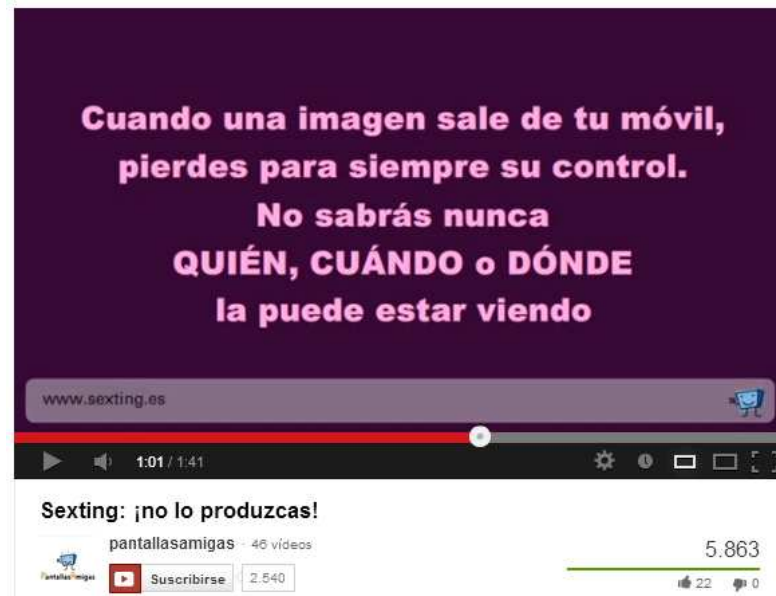 Cuando una imagen sale de tu móvil,
pierdes para siempre su control.
No sabrás nunca
QUIÉN, CUÁNDO o DÓNDE
la puede estar viendo
www.sexting.es
1:01 / 1:41
Sexting: ¡no lo produzcas!
pantallasamigas · 46 vídeos
PantallasAmigas
Suscribirse 2.540
5.863
22 0